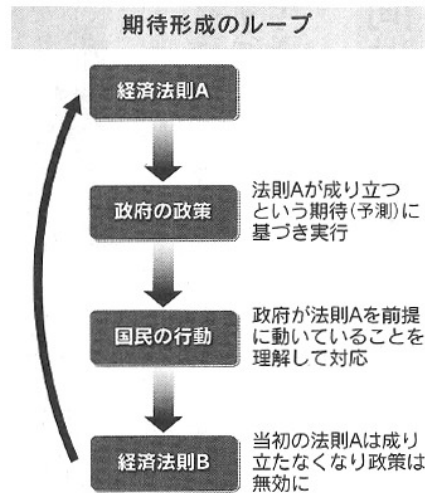 期待形成のループ
経済法則A
政府の政策
法則Aが成り立つ
という期待(予測)に
基づき実行
国民の行動
政府が法則Aを前提
に動いていることを
理解して対応
経済法則B
当初の法則Aは成り
立たなくなり政策は
無効に